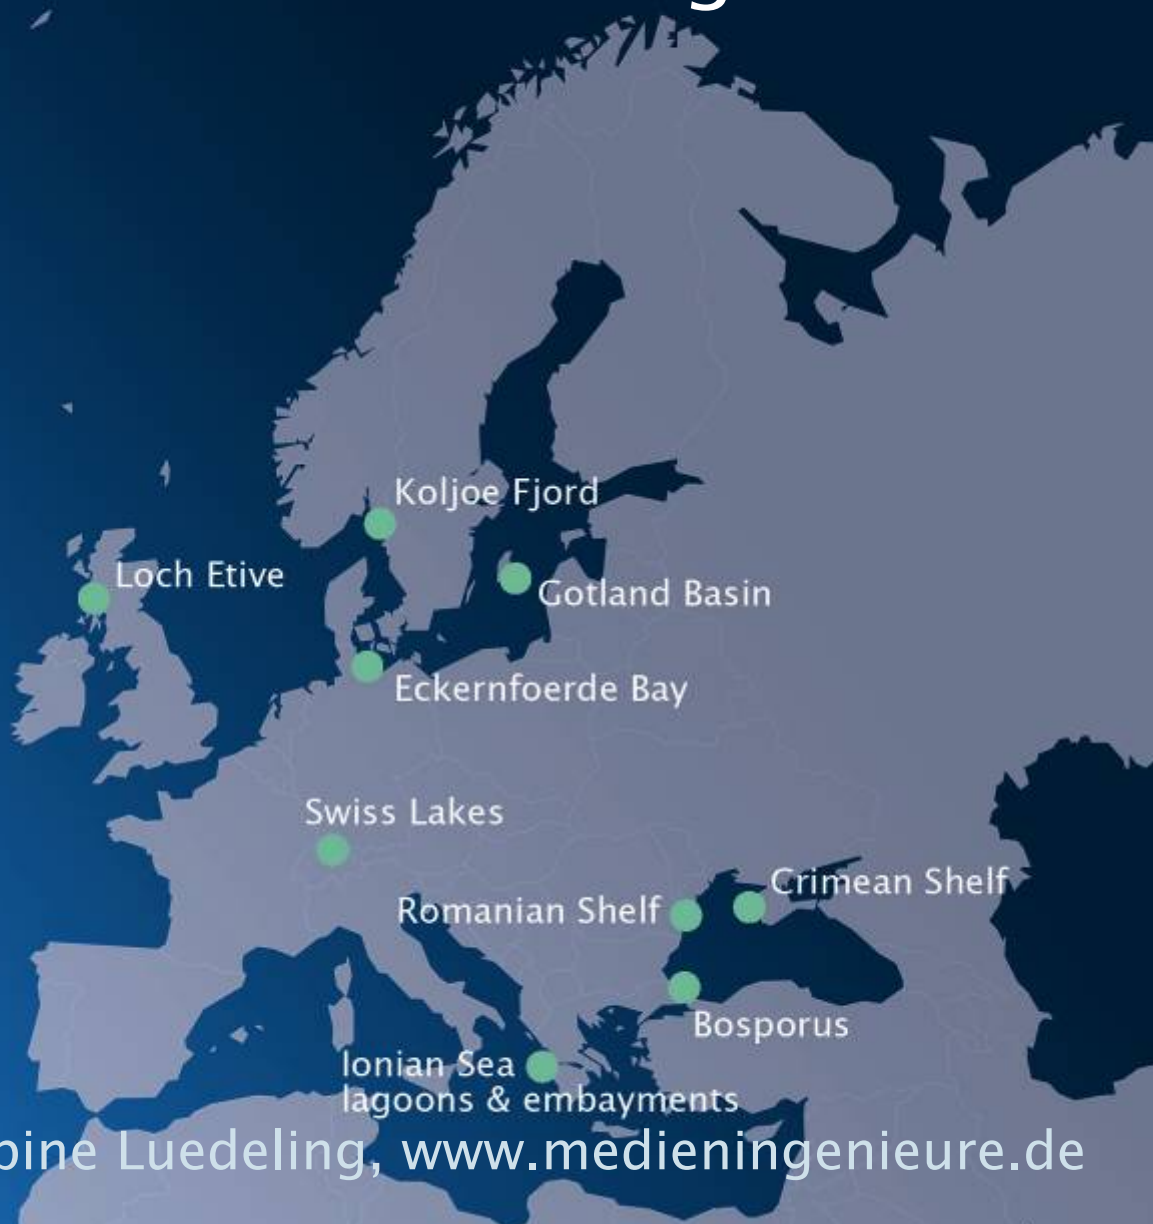 Koljoe Fjord
Loch Etive
Gotland Basin
Eckernfoerde Bay
Swiss Lakes
Crimean Shelf
Romanian Shelf
Bosporus
Ionian Sea
lagoons & embayments
Luedeling, www.medieningenieure.de